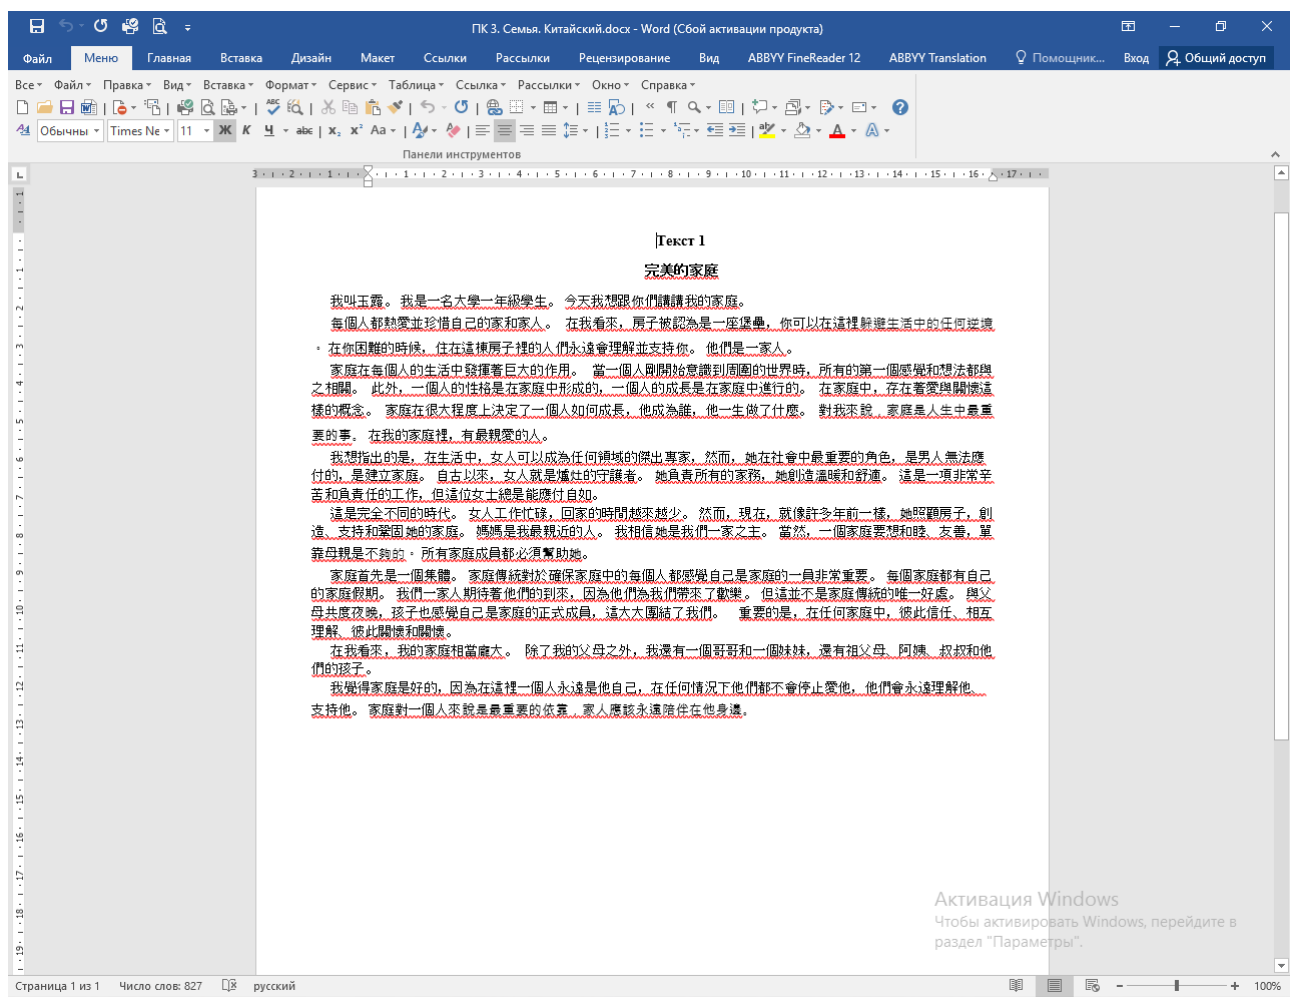 ПК 3. Семья. Китайский.docx - Word (Сбой активации продукта)
Файл Меню Главная Вставка Дизайн Макет Ссылки Рассылки Рецензирование Вид ABBYY FineReader 12 ABBYY Translation Помощник... Вход Общий доступ
Все Файл Правка Вид Вставка Формат Сервис Таблица Ссылка Рассылки Окно Справка
Обычны Times Ne 11 Ж К Ч abc x₂ x² Aa
Панели инструментов
3 2 1 1 2 3 4 5 6 7 8 9 10 11 12 13 14 15 16 17
Текст 1
完美的家庭
我叫玉露。 我是一名大學一年級學生。 今天我想跟你們講講我的家庭。
每個人都熱愛並珍惜自己的家和家人。 在我看來，房子被認為是一座堡壘，你可以在這裡躲避生活中的任何逆境
。在你困難的時候，住在這棟房子裡的人們永遠會理解並支持你。 他們是一家人。
家庭在每個人的生活中發揮著巨大的作用。 當一個人剛開始意識到周圍的世界時，所有的第一個感覺和想法都與
之相關。 此外，一個人的性格是在家庭中形成的，一個人的成長是在家庭中進行的。 在家庭中，存在著愛與關懷這
樣的概念。 家庭在很大程度上決定了一個人如何成長，他成為誰，他一生做了什麼。 對我來說，家庭是人生中最重
要的事。 在我的家庭裡，有最親愛的人。
我想指出的是，在生活中，女人可以成為任何領域的傑出專家，然而，她在社會中最重要的角色，是男人無法應
付的，是建立家庭。 自古以來，女人就是爐灶的守護者。 她負責所有的家務，她創造溫暖和舒適。 這是一項非常辛
苦和負責任的工作，但這位女士總是能應付自如。
這是完全不同的時代。 女人工作忙碌，回家的時間越來越少。 然而，現在，就像許多年前一樣，她照顧房子，創
造、支持和鞏固她的家庭。 媽媽是我最親近的人。 我相信她是我們一家之主。 當然，一個家庭要想和睦、友善，單
靠母親是不夠的。 所有家庭成員都必須幫助她。
家庭首先是一個集體。 家庭傳統對於確保家庭中的每個人都感覺自己是家庭的一員非常重要。 每個家庭都有自己
的家庭假期。 我們一家人期待著他們的到來，因為他們為我們帶來了歡樂。 但這並不是家庭傳統的唯一好處。 與父
母共度夜晚，孩子也感覺自己是家庭的正式成員，這大大團結了我們。 重要的是，在任何家庭中，彼此信任、相互
理解、彼此關懷和關懷。
在我看來，我的家庭相當龐大。 除了我的父母之外，我還有一個哥哥和一個妹妹，還有祖父母、阿姨、叔叔和他
們的孩子。
我覺得家庭是好的，因為在這裡一個人永遠是他自己，在任何情況下他們都不會停止愛他，他們會永遠理解他、
支持他。 家庭對一個人來說是最重要的依靠，家人應該永遠陪伴在他身邊。
Активация Windows
Чтобы активировать Windows, перейдите в
раздел "Параметры".
Страница 1 из 1 Число слов: 827 русский 100%